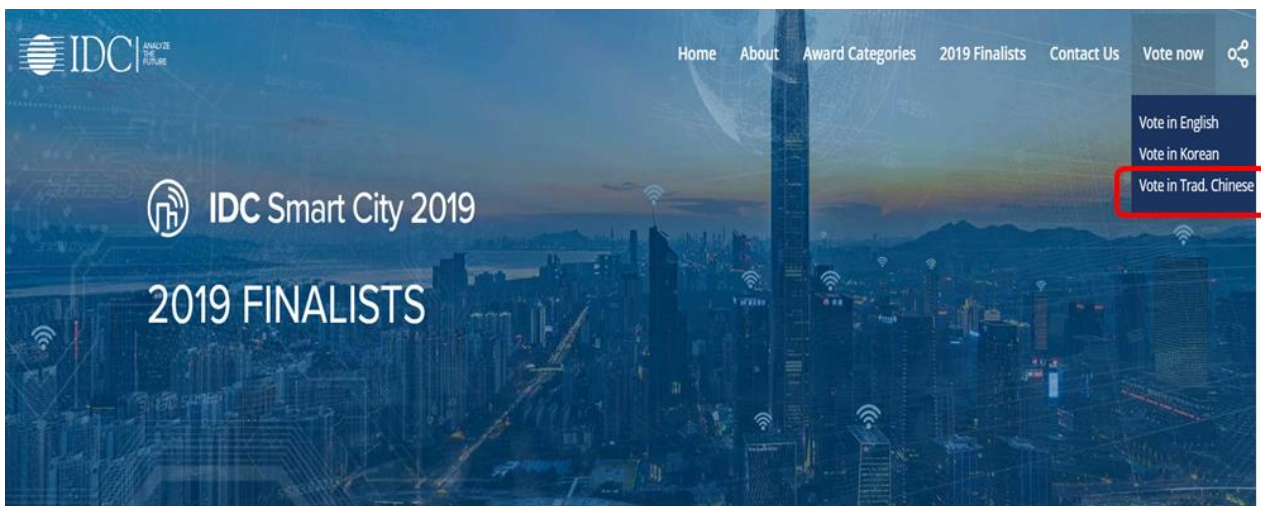 IDC
ANALYZE
THE
FUTURE
Home About Award Categories 2019 Finalists Contact Us Vote now
Vote in English
Vote in Korean
Vote in Trad. Chinese
IDC Smart City 2019
2019 FINALISTS